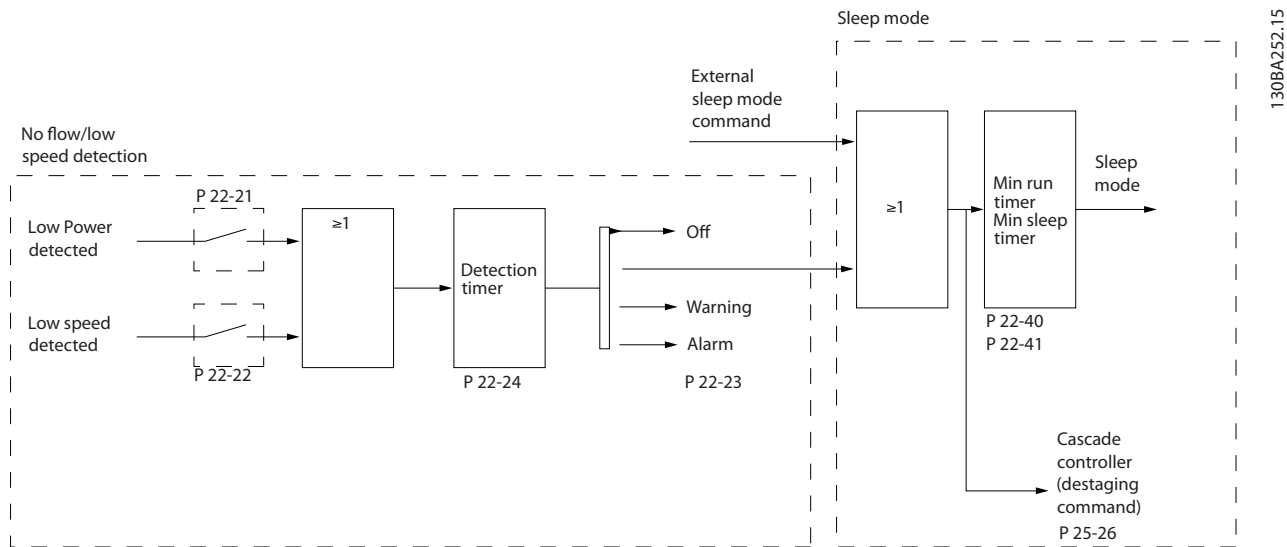 Sleep mode
130BA252.15
External
sleep mode
command
No flow/low
speed detection
P 22-21
Low Power
detected
≥1
Detection
timer
Off
Warning
Alarm
Low speed
detected
P 22-22
P 22-24
P 22-23
≥1
Min run
timer
Min sleep
timer
Sleep
mode
P 22-40
P 22-41
Cascade
controller
(destaging
command)
P 25-26